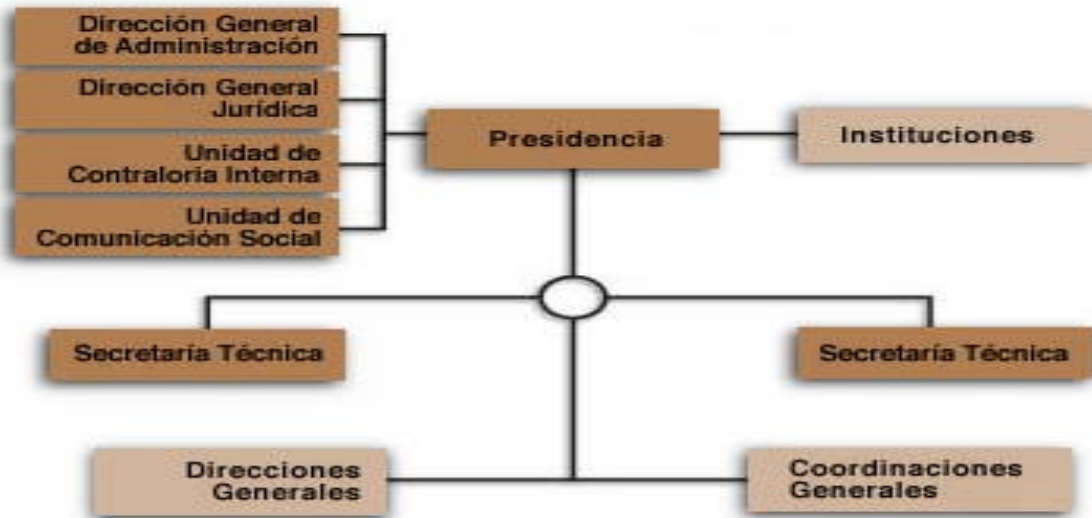 Dirección General
de Administración
Dirección General
Jurídica
Unidad de
Contraloría Interna
Unidad de
Comunicación Social
Presidencia
Instituciones
Secretaría Técnica
Secretaría Técnica
Direcciones
Generales
Coordinaciones
Generales